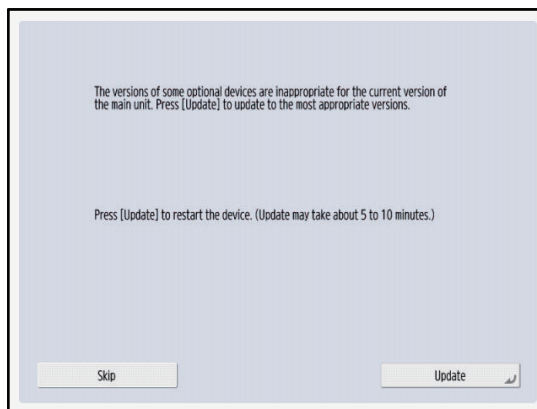 The versions of some optional devices are inappropriate for the current version of
the main unit. Press [Update] to update to the most appropriate versions.
Press [Update] to restart the device. (Update may take about 5 to 10 minutes.)
Skip
Update